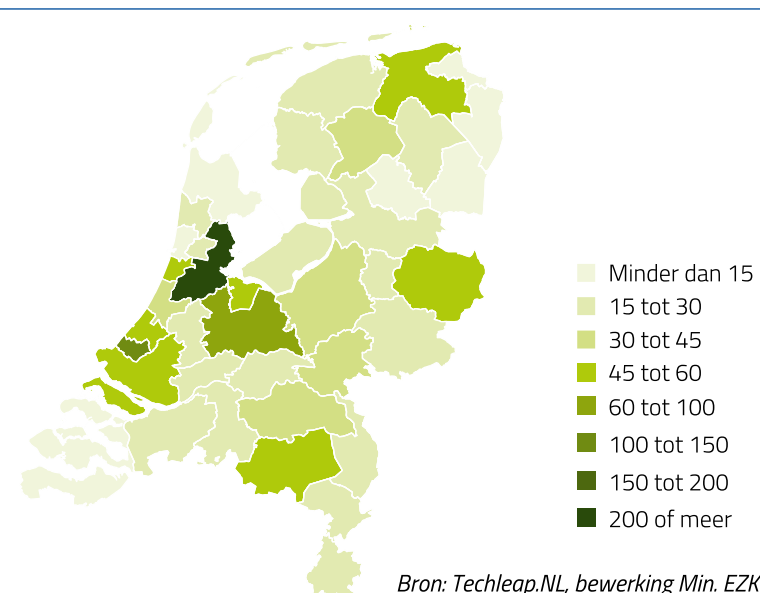 Minder dan 15
15 tot 30
30 tot 45
45 tot 60
60 tot 100
100 tot 150
150 tot 200
200 of meer
Bron: Techleap.NL, bewerking Min. EZK